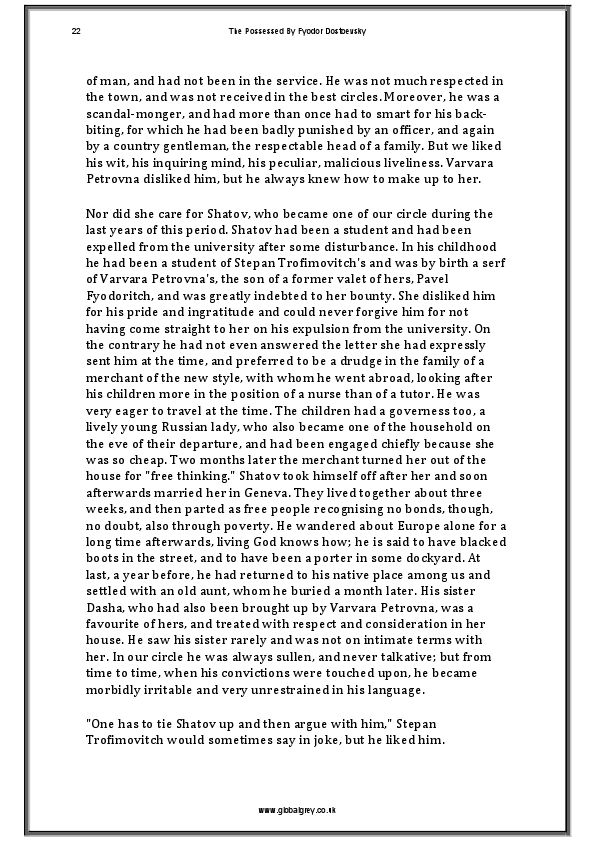 22
The Possessed By Fyodor Dostoevsky
of man, and had not been in the service. He was not much respected in
the town, and was not received in the best circles. Moreover, he was a
scandal-monger, and had more than once had to smart for his back-
biting, for which he had been badly punished by an officer, and again
by a country gentleman, the respectable head of a family. But we liked
his wit, his inquiring mind, his peculiar, malicious liveliness. Varvara
Petrovna disliked him, but he always knew how to make up to her.
Nor did she care for Shatov, who became one of our circle during the
last years of this period. Shatov had been a student and had been
expelled from the university after some disturbance. In his childhood
he had been a student of Stepan Trofimovitch's and was by birth a serf
of Varvara Petrovna's, the son of a former valet of hers, Pavel
Fyodoritch, and was greatly indebted to her bounty. She disliked him
for his pride and ingratitude and could never forgive him for not
having come straight to her on his expulsion from the university. On
the contrary he had not even answered the letter she had expressly
sent him at the time, and preferred to be a drudge in the family of a
merchant of the new style, with whom he went abroad, looking after
his children more in the position of a nurse than of a tutor. He was
very eager to travel at the time. The children had a governess too, a
lively young Russian lady, who also became one of the household on
the eve of their departure, and had been engaged chiefly because she
was so cheap. Two months later the merchant turned her out of the
house for "free thinking." Shatov took himself off after her and soon
afterwards married her in Geneva. They lived together about three
weeks, and then parted as free people recognising no bonds, though,
no doubt, also through poverty. He wandered about Europe alone for a
long time afterwards, living God knows how; he is said to have blacked
boots in the street, and to have been a porter in some dockyard. At
last, a year before, he had returned to his native place among us and
settled with an old aunt, whom he buried a month later. His sister
Dasha, who had also been brought up by Varvara Petrovna, was a
favourite of hers, and treated with respect and consideration in her
house. He saw his sister rarely and was not on intimate terms with
her. In our circle he was always sullen, and never talkative; but from
time to time, when his convictions were touched upon, he became
morbidly irritable and very unrestrained in his language.
"One has to tie Shatov up and then argue with him," Stepan
Trofimovitch would sometimes say in joke, but he liked him.
www.globalgrey.co.uk